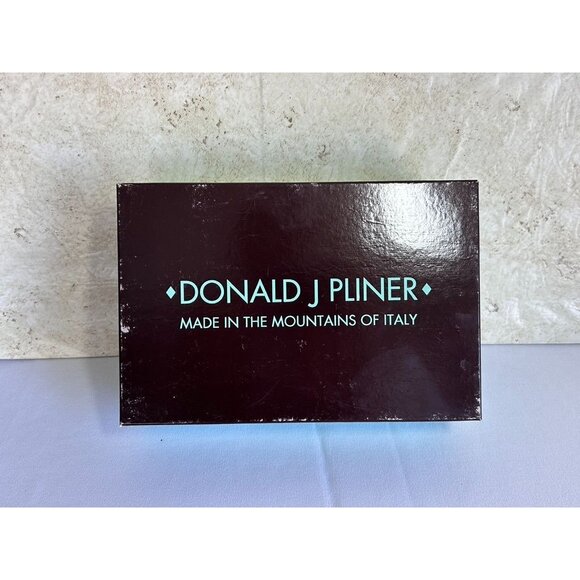 ♦DONALD J PLINER♦
MADE IN THE MOUNTAINS OF ITALY